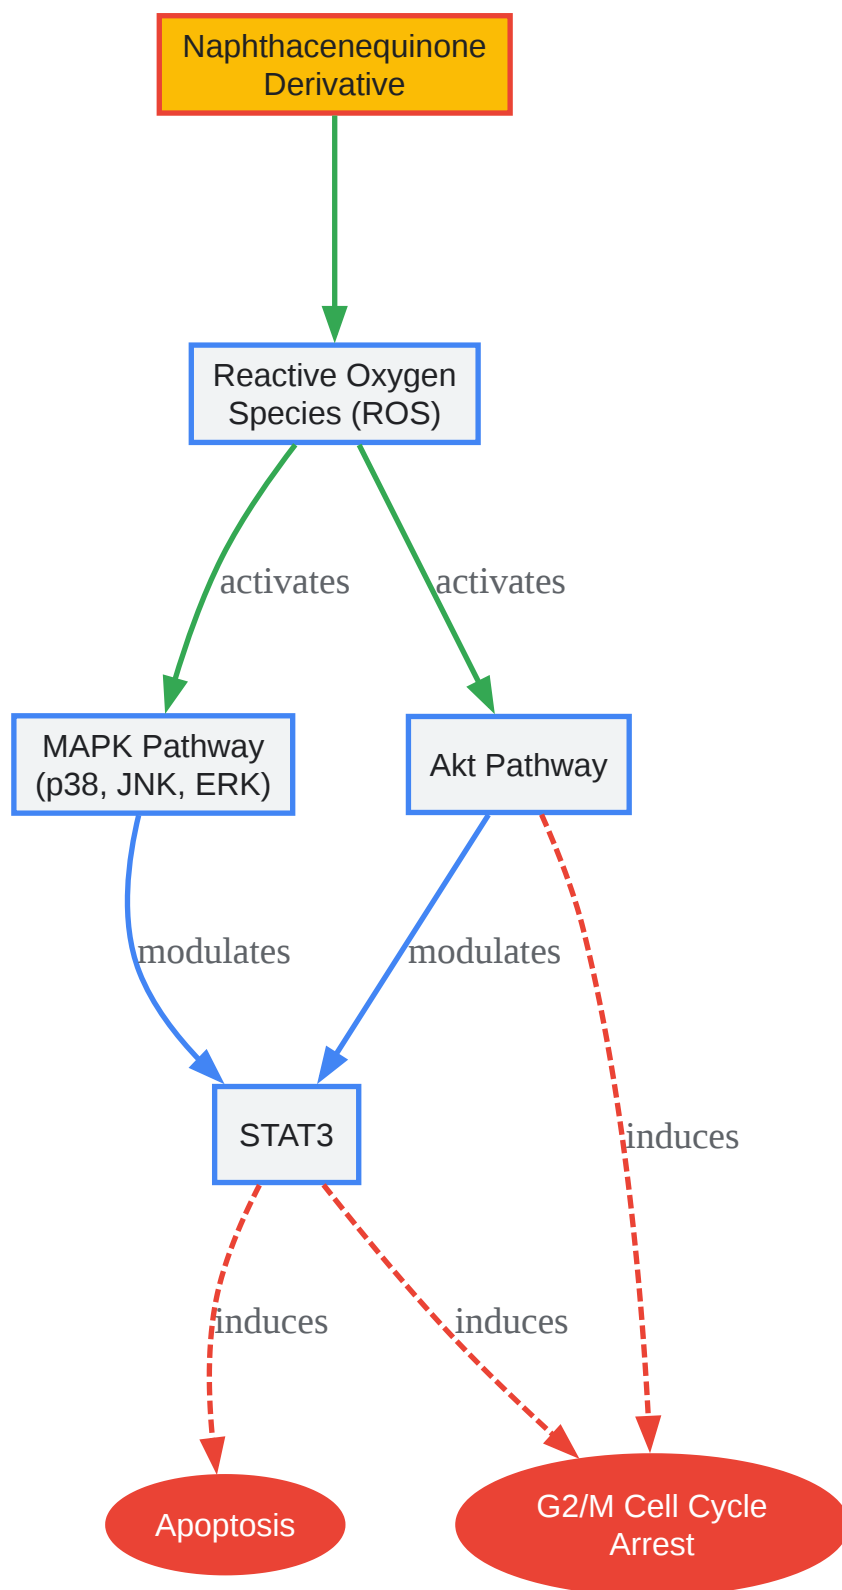 Naphthacenequinone
Derivative
Reactive Oxygen
Species (ROS)
activates
activates
MAPK Pathway
(p38, JNK, ERK)
Akt Pathway
modulates
modulates
STAT3
induces
induces
induces
Apoptosis
G2/M Cell Cycle
Arrest